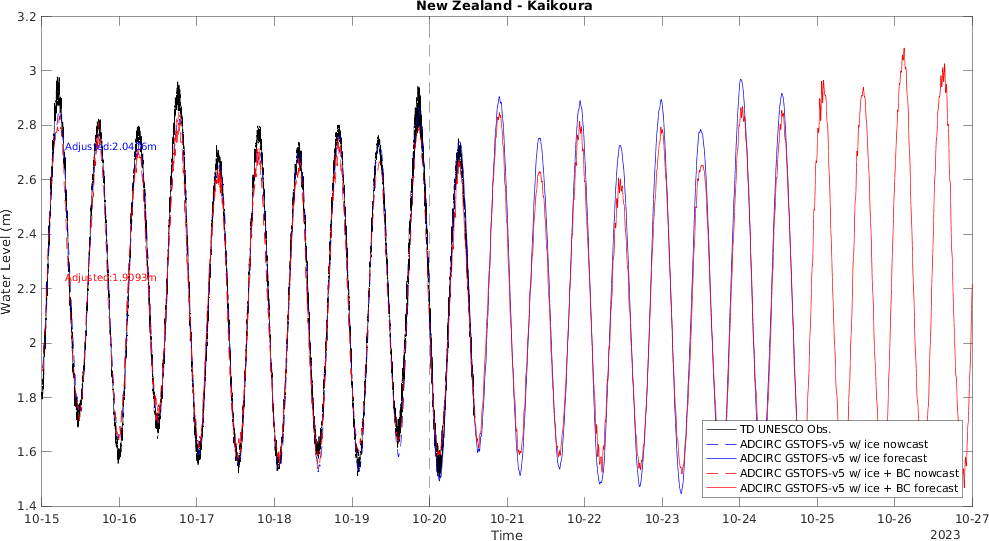 New Zealand - Kaikoura
3.2
3
2.8
2.6
2.4
2.2
2
1.8
1.6
1.4
Water Level (m)
Adjusted:2.0416m
Adjusted:1.9093m
TD UNESCO Obs.
ADCIRC GSTOFS-v5 w/ ice nowcast
ADCIRC GSTOFS-v5 w/ ice forecast
ADCIRC GSTOFS-v5 w/ ice + BC nowcast
ADCIRC GSTOFS-v5 w/ ice + BC forecast
10-15 10-16 10-17 10-18 10-19 10-20 10-21 10-22 10-23 10-24 10-25 10-26 10-27
Time
2023